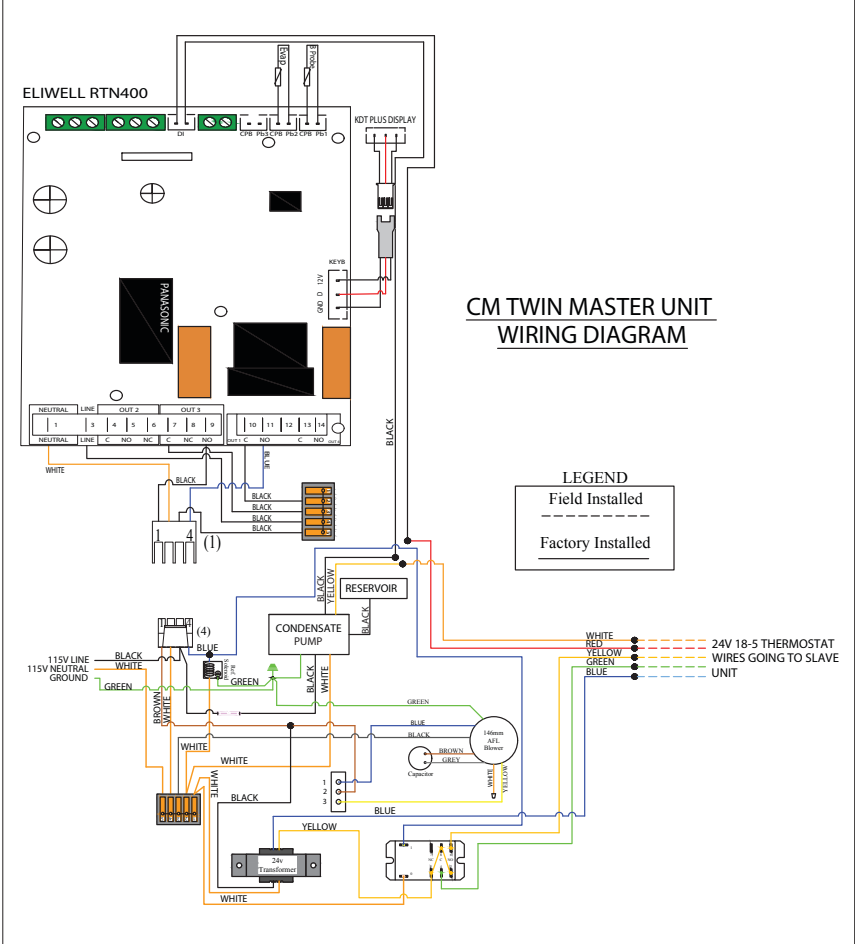 ELIWELL RTN400
Evap
B Probe
DI
CPB Pb3 CPB Pb2 CPB Pb1
KDT PLUS DISPLAY
KEYB
12V
D
GND
PANASONIC
CM TWIN MASTER UNIT
WIRING DIAGRAM
NEUTRAL LINE OUT 2 OUT 3
1 3 4 5 6 7 8 9 10 11 12 13 14
NEUTRAL LINE C NO NC C NC NO OUT 1 C NO C NO OUT 4
WHITE
BLACK
BLUE
BLACK
BLACK
BLACK
BLACK
BLACK
1 4 (1)
LEGEND
Field Installed
Factory Installed
BLACK
YELLOW
RESERVOIR
CONDENSATE
PUMP
BLACK
(4)
BLUE
115V LINE BLACK
115V NEUTRAL WHITE
GROUND
GREEN
Ref
Solenoid
GREEN
BLACK
WHITE
WHITE
RED
YELLOW
GREEN
BLUE
24V 18-5 THERMOSTAT
WIRES GOING TO SLAVE
UNIT
BROWN
WHITE
GREEN
BLUE
BLACK
146mm
AFL
Blower
BROWN
GREY
Capacitor
WHITE
YELLOW
WHITE
WHITE
WHITE
1
2
3
BLACK
BLUE
YELLOW
24v
Transformer
WHITE